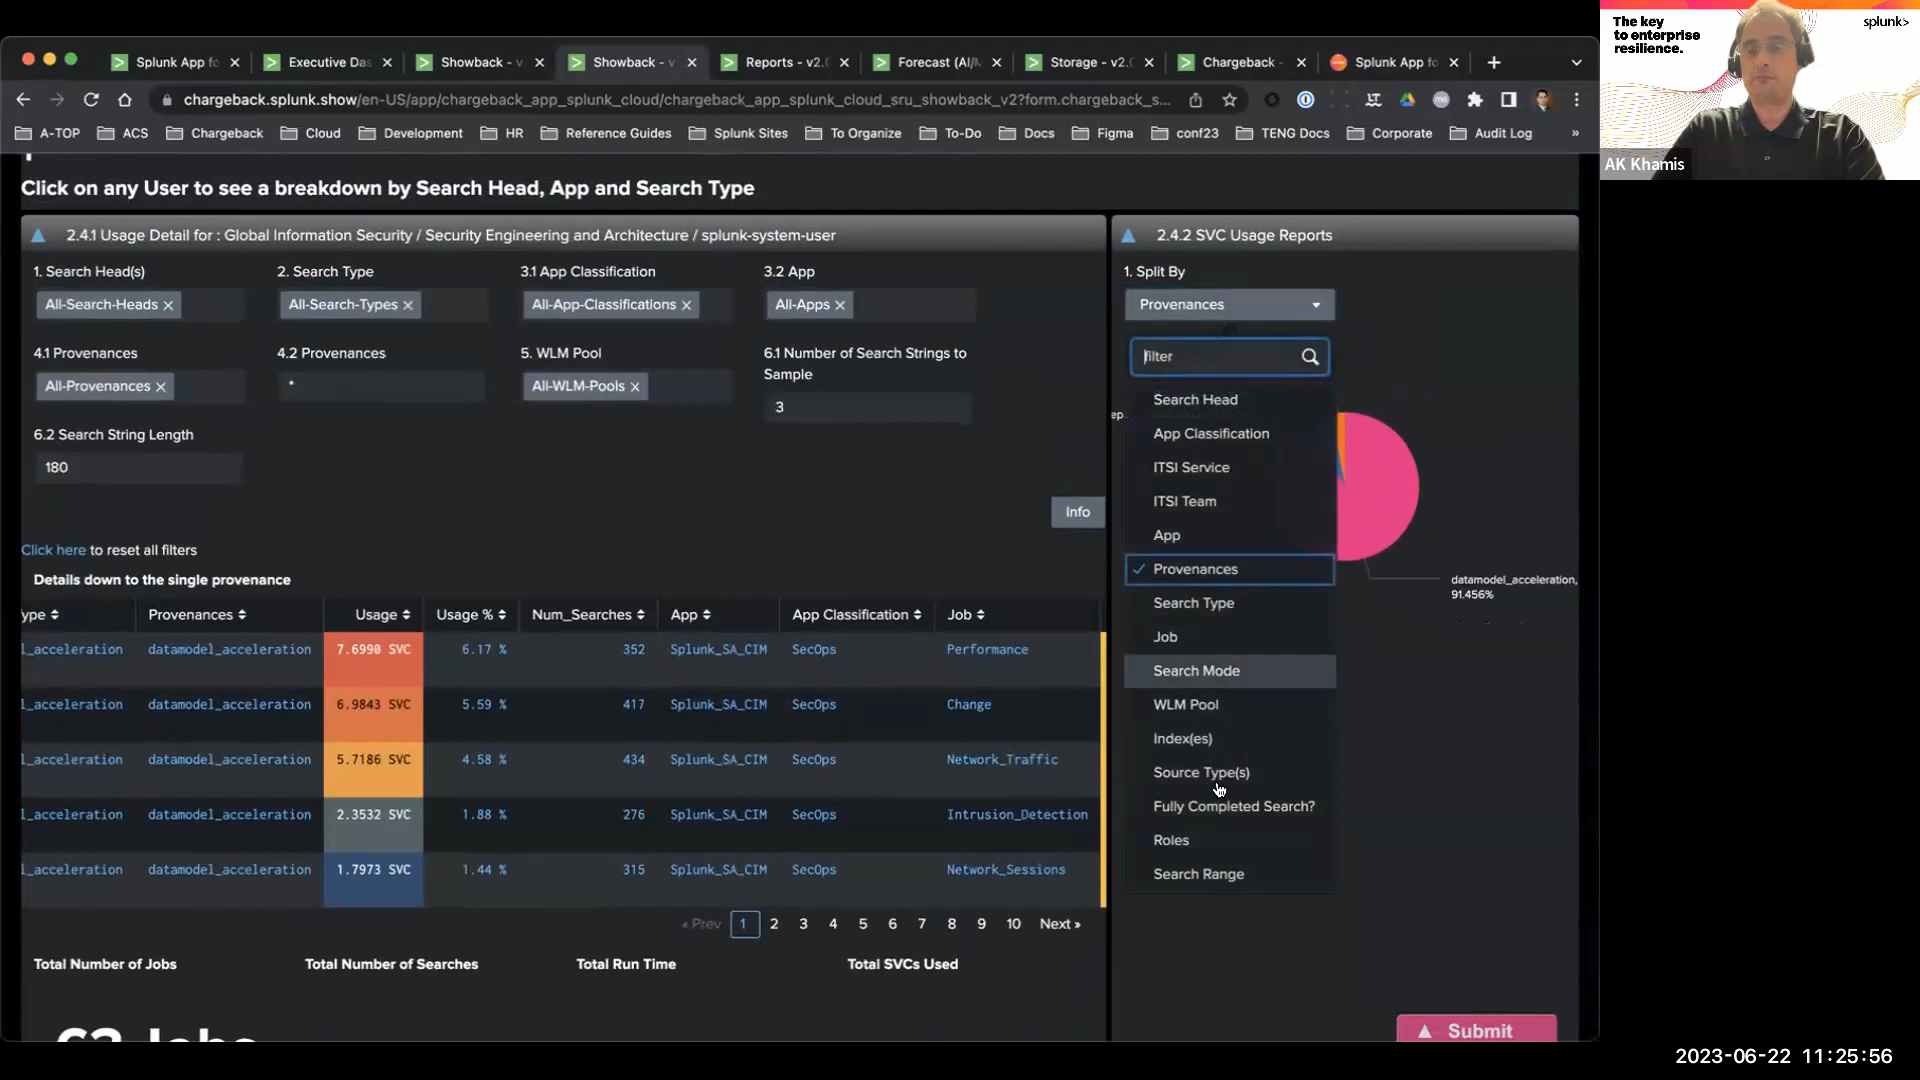 Splunk App fo
Executive Das
Showback - v
Showback - v
Reports - v2.
Forecast (AI/
Storage - v2.
Chargeback -
Splunk App fo
chargeback.splunk.show/en-US/app/chargeback_app_splunk_cloud/chargeback_app_splunk_cloud_sru_showback_v2?form.chargeback_s...
A-TOP
ACS
Chargeback
Cloud
Development
HR
Reference Guides
Splunk Sites
To Organize
To-Do
Docs
Figma
conf23
TENG Docs
Corporate
Audit Log
»
The key
to enterprise
resilience.
splunk>
AK Khamis
Click on any User to see a breakdown by Search Head, App and Search Type
2.4.1 Usage Detail for : Global Information Security / Security Engineering and Architecture / splunk-system-user
1. Search Head(s)
All-Search-Heads
2. Search Type
All-Search-Types
3.1 App Classification
All-App-Classifications
3.2 App
All-Apps
4.1 Provenances
All-Provenances
4.2 Provenances
*
5. WLM Pool
All-WLM-Pools
6.1 Number of Search Strings to
Sample
3
6.2 Search String Length
180
Info
Click here to reset all filters
Details down to the single provenance
ype Provenances Usage Usage % Num_Searches App App Classification Job
l_acceleration datamodel_acceleration 7.6990 SVC 6.17 % 352 Splunk_SA_CIM SecOps Performance
l_acceleration datamodel_acceleration 6.9843 SVC 5.59 % 417 Splunk_SA_CIM SecOps Change
l_acceleration datamodel_acceleration 5.7186 SVC 4.58 % 434 Splunk_SA_CIM SecOps Network_Traffic
l_acceleration datamodel_acceleration 2.3532 SVC 1.88 % 276 Splunk_SA_CIM SecOps Intrusion_Detection
l_acceleration datamodel_acceleration 1.7973 SVC 1.44 % 315 Splunk_SA_CIM SecOps Network_Sessions
« Prev 1 2 3 4 5 6 7 8 9 10 Next »
Total Number of Jobs
Total Number of Searches
Total Run Time
Total SVCs Used
2.4.2 SVC Usage Reports
1. Split By
Provenances
filter
Search Head
App Classification
ITSI Service
ITSI Team
App
Provenances
Search Type
Job
Search Mode
WLM Pool
Index(es)
Source Type(s)
Fully Completed Search?
Roles
Search Range
datamodel_acceleration,
91.456%
Submit
2023-06-22 11:25:56